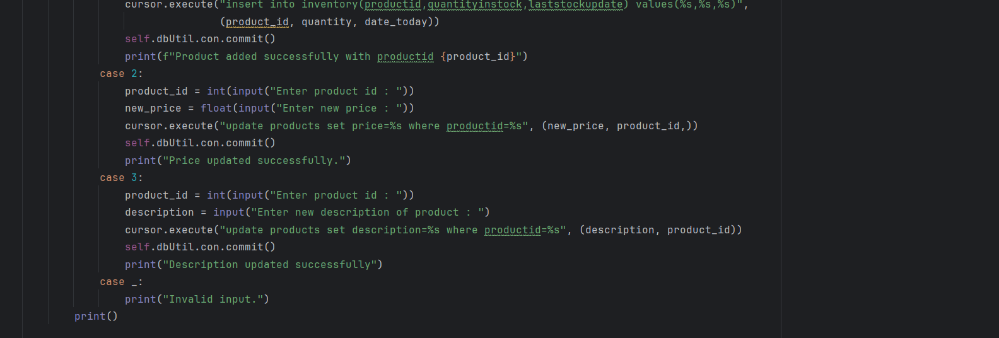 cursor.execute("insert into inventory(productid,quantityinstock,laststockupdate) values(%s,%s,%s)",
(product_id, quantity, date_today))
self.dbUtil.con.commit()
print(f"Product added successfully with productid {product_id}")
case 2:
product_id = int(input("Enter product id : "))
new_price = float(input("Enter new price : "))
cursor.execute("update products set price=%s where productid=%s", (new_price, product_id,))
self.dbUtil.con.commit()
print("Price updated successfully.")
case 3:
product_id = int(input("Enter product id : "))
description = input("Enter new description of product : ")
cursor.execute("update products set description=%s where productid=%s", (description, product_id))
self.dbUtil.con.commit()
print("Description updated successfully")
case _:
print("Invalid input.")
print()